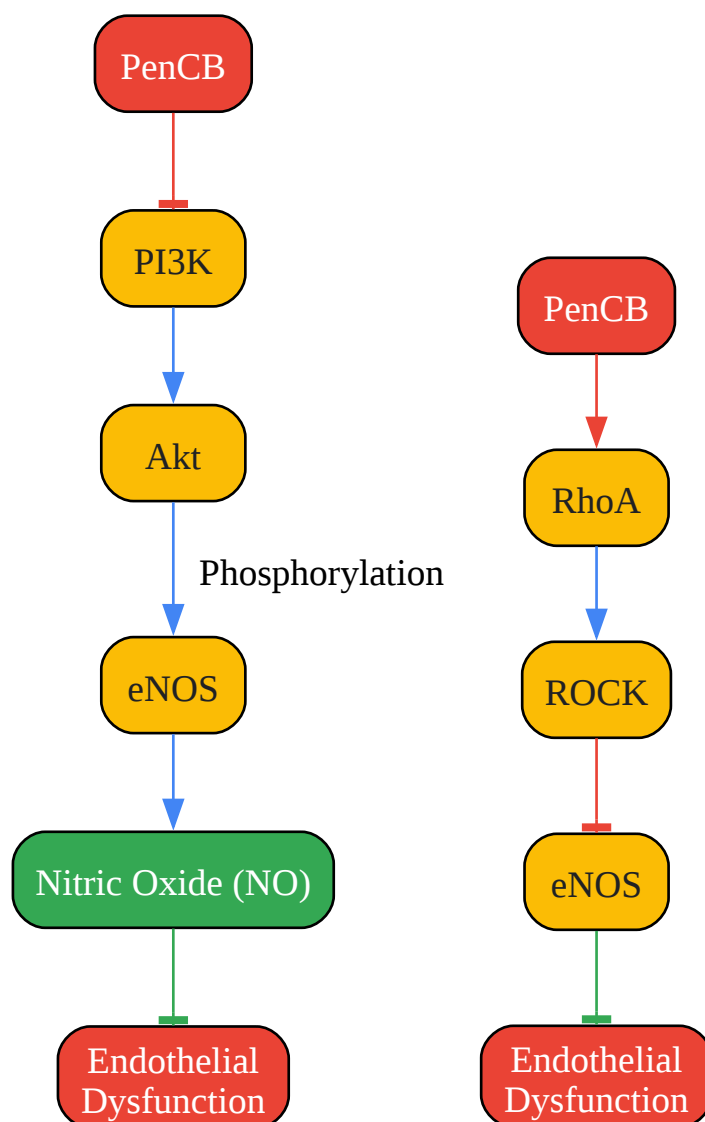 PenCB
PI3K
Akt
Phosphorylation
eNOS
Nitric Oxide (NO)
Endothelial
Dysfunction
PenCB
RhoA
ROCK
eNOS
Endothelial
Dysfunction